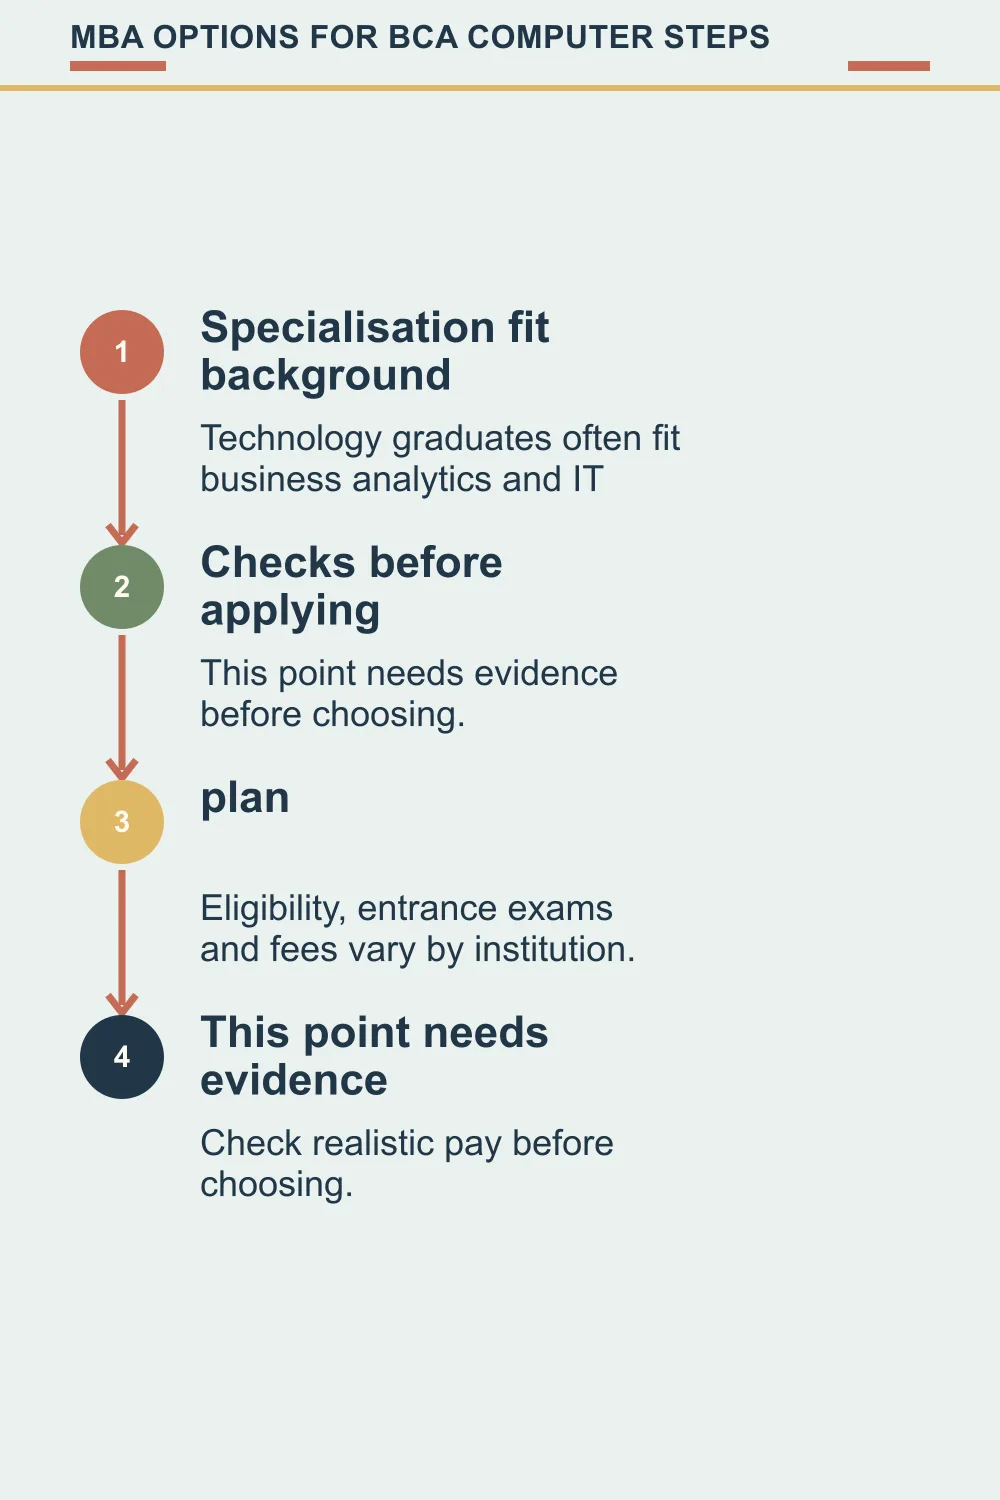 MBA OPTIONS FOR BCA COMPUTER STEPS
1
Specialisation fit
background
Technology graduates often fit
business analytics and IT
2
Checks before
applying
This point needs evidence
before choosing.
3
plan
Eligibility, entrance exams
and fees vary by institution.
4
This point needs
evidence
Check realistic pay before
choosing.